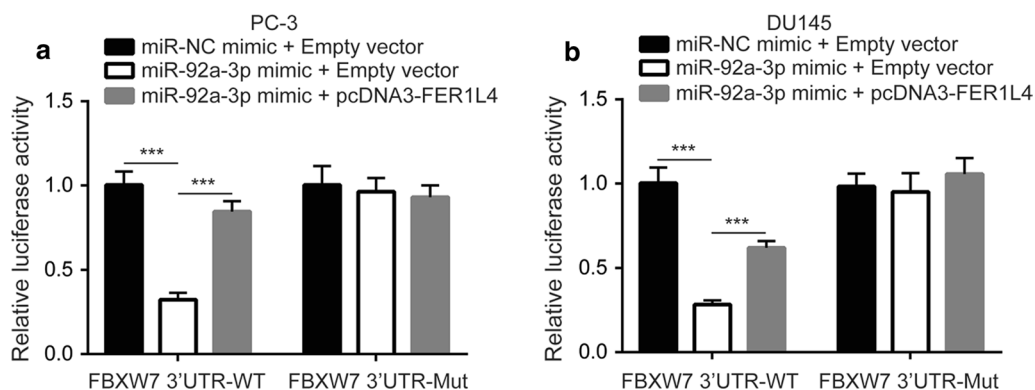 PC-3
a
miR-NC mimic + Empty vector
miR-92a-3p mimic + Empty vector
miR-92a-3p mimic + pcDNA3-FER1L4
Relative luciferase activity
1.5
1.0
0.5
0.0
***
***
FBXW7 3’UTR-WT
FBXW7 3’UTR-Mut
DU145
b
miR-NC mimic + Empty vector
miR-92a-3p mimic + Empty vector
miR-92a-3p mimic + pcDNA3-FER1L4
Relative luciferase activity
1.5
1.0
0.5
0.0
***
***
FBXW7 3’UTR-WT
FBXW7 3’UTR-Mut